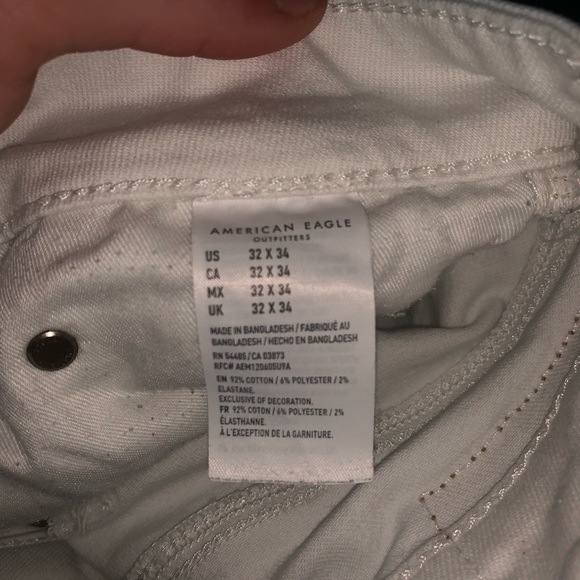 AMERICAN EAGLE
OUTFITTERS
US 32 X 34
CA 32 X 34
MX 32 X 34
UK 32 X 34
MADE IN BANGLADESH / FABRIQUÉ AU
BANGLADESH / HECHO EN BANGLADESH
RN 54485 / CA 03873
RFC# AEM120605U9A
EN 92% COTTON / 6% POLYESTER / 2%
ELASTANE.
EXCLUSIVE OF DECORATION.
FR 92% COTON / 6% POLYESTER / 2%
ÉLASTHANNE.
À L'EXCEPTION DE LA GARNITURE.